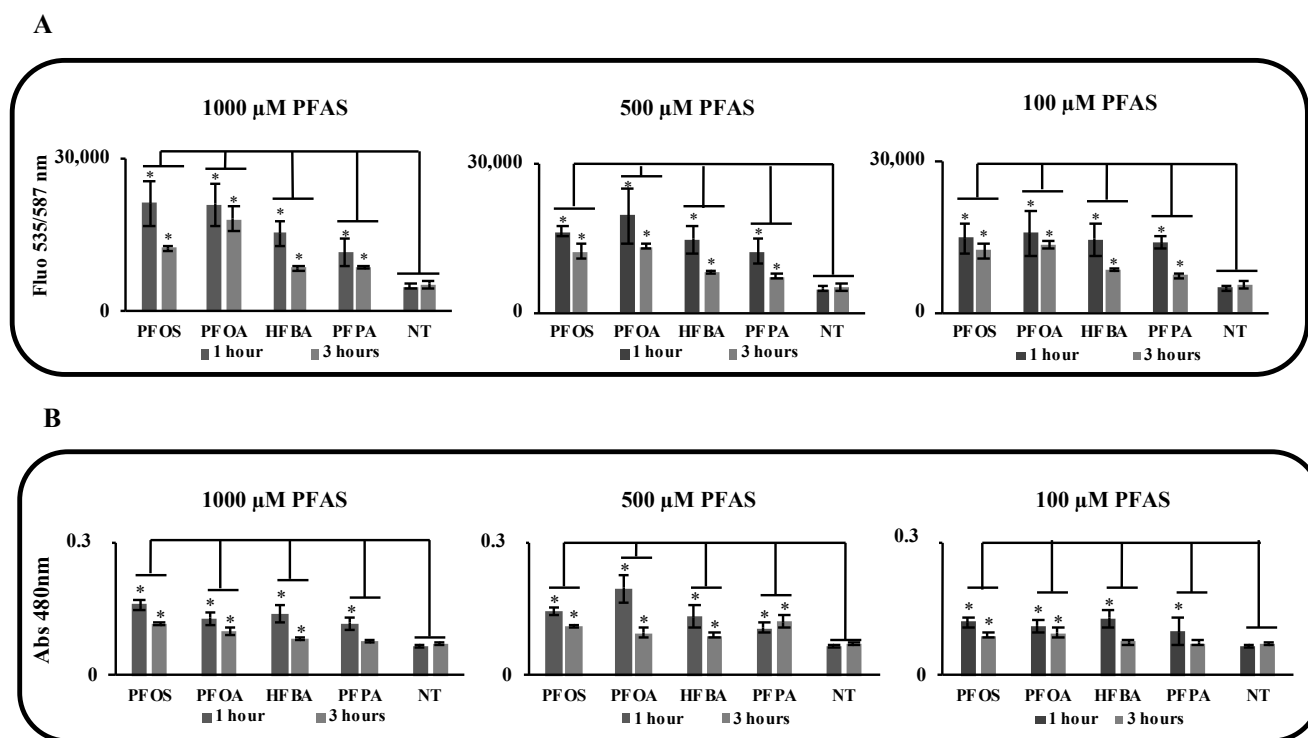 A
1000 µM PFAS
500 µM PFAS
100 µM PFAS
Fluo 535/587 nm
30,000
30,000
30,000
* * * * * * * *
* * * * * * * *
* * * * * * * *
0
0
0
PFOS PFOA HFBA PFPA NT
PFOS PFOA HFBA PFPA NT
PFOS PFOA HFBA PFPA NT
1 hour 3 hours
1 hour 3 hours
1 hour 3 hours
B
1000 µM PFAS
500 µM PFAS
100 µM PFAS
Abs 480nm
0.3
0.3
0.3
* * * * * * *
* * * * * * * *
* * * * * *
0
0
0
PFOS PFOA HFBA PFPA NT
PFOS PFOA HFBA PFPA NT
PFOS PFOA HFBA PFPA NT
1 hour 3 hours
1 hour 3 hours
1 hour 3 hours